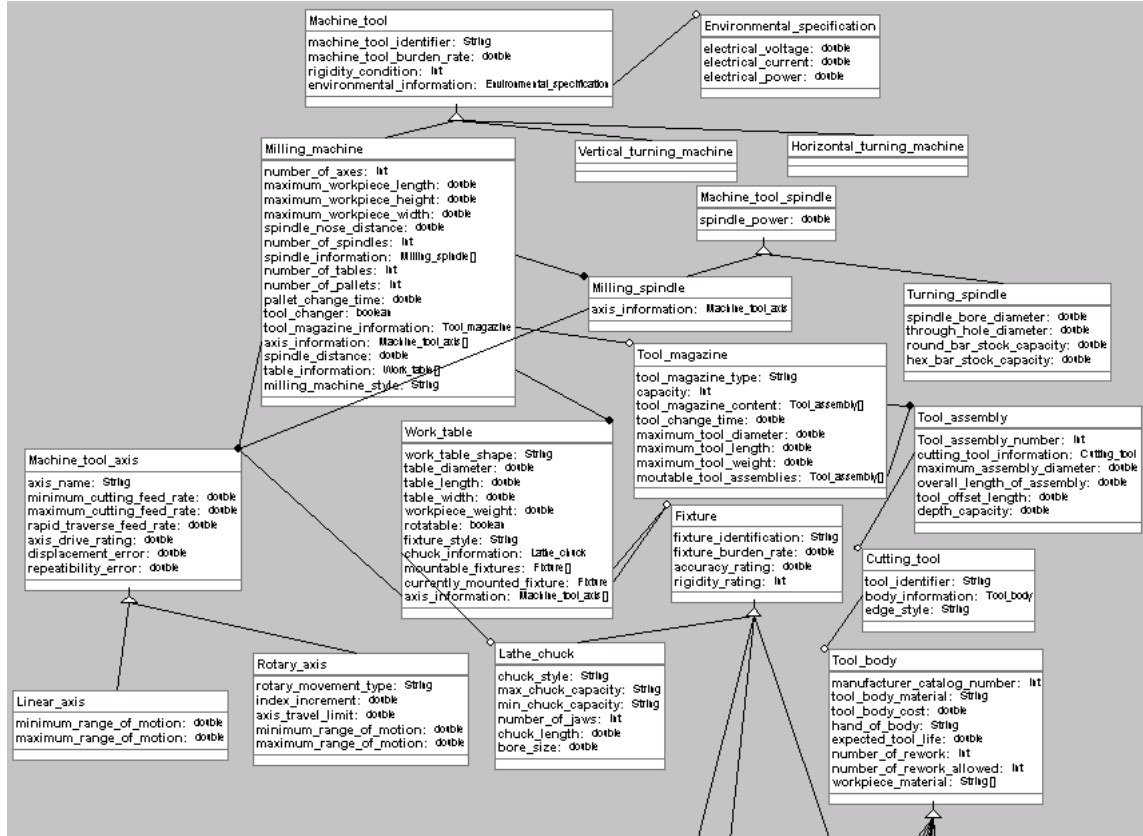 Machine_tool
machine_tool_identifier: String
machine_tool_burden_rate: double
rigidity_condition: int
environmental_information: Environmental_specification
Environmental_specification
electrical_voltage: double
electrical_current: double
electrical_power: double
Milling_machine
number_of_axes: int
maximum_workpiece_length: double
maximum_workpiece_height: double
maximum_workpiece_width: double
spindle_nose_distance: double
number_of_spindles: int
spindle_information: Milling_spindle[]
number_of_tables: int
number_of_pallets: int
pallet_change_time: double
tool_changer: boolean
tool_magazine_information: Tool_magazine
axis_information: Machine_tool_axis[]
spindle_distance: double
table_information: Work_table[]
milling_machine_style: String
Vertical_turning_machine
Horizontal_turning_machine
Machine_tool_spindle
spindle_power: double
Milling_spindle
axis_information: Machine_tool_axis
Turning_spindle
spindle_bore_diameter: double
through_hole_diameter: double
round_bar_stock_capacity: double
hex_bar_stock_capacity: double
Tool_magazine
tool_magazine_type: String
capacity: int
tool_magazine_content: Tool_assembly[]
tool_change_time: double
maximum_tool_diameter: double
maximum_tool_length: double
maximum_tool_weight: double
moutable_tool_assemblies: Tool_assembly[]
Tool_assembly
Tool_assembly_number: int
cutting_tool_information: Cutting_tool
maximum_assembly_diameter: double
overall_length_of_assembly: double
tool_offset_length: double
depth_capacity: double
Machine_tool_axis
axis_name: String
minimum_cutting_feed_rate: double
maximum_cutting_feed_rate: double
rapid_traverse_feed_rate: double
axis_drive_rating: double
displacement_error: double
repeatibility_error: double
Work_table
work_table_shape: String
table_diameter: double
table_length: double
table_width: double
workpiece_weight: double
rotatable: boolean
fixture_style: String
chuck_information: Lathe_chuck
mountable_fixtures: Fixture[]
currently_mounted_fixture: Fixture
axis_information: Machine_tool_axis[]
Fixture
fixture_identification: String
fixture_burden_rate: double
accuracy_rating: double
rigidity_rating: int
Cutting_tool
tool_identifier: String
body_information: Tool_body
edge_style: String
Linear_axis
minimum_range_of_motion: double
maximum_range_of_motion: double
Rotary_axis
rotary_movement_type: String
index_increment: double
axis_travel_limit: double
minimum_range_of_motion: double
maximum_range_of_motion: double
Lathe_chuck
chuck_style: String
max_chuck_capacity: String
min_chuck_capacity: String
number_of_jaws: int
chuck_length: double
bore_size: double
Tool_body
manufacturer_catalog_number: int
tool_body_material: String
tool_body_cost: double
hand_of_body: String
expected_tool_life: double
number_of_rework: int
number_of_rework_allowed: int
workpiece_material: String[]